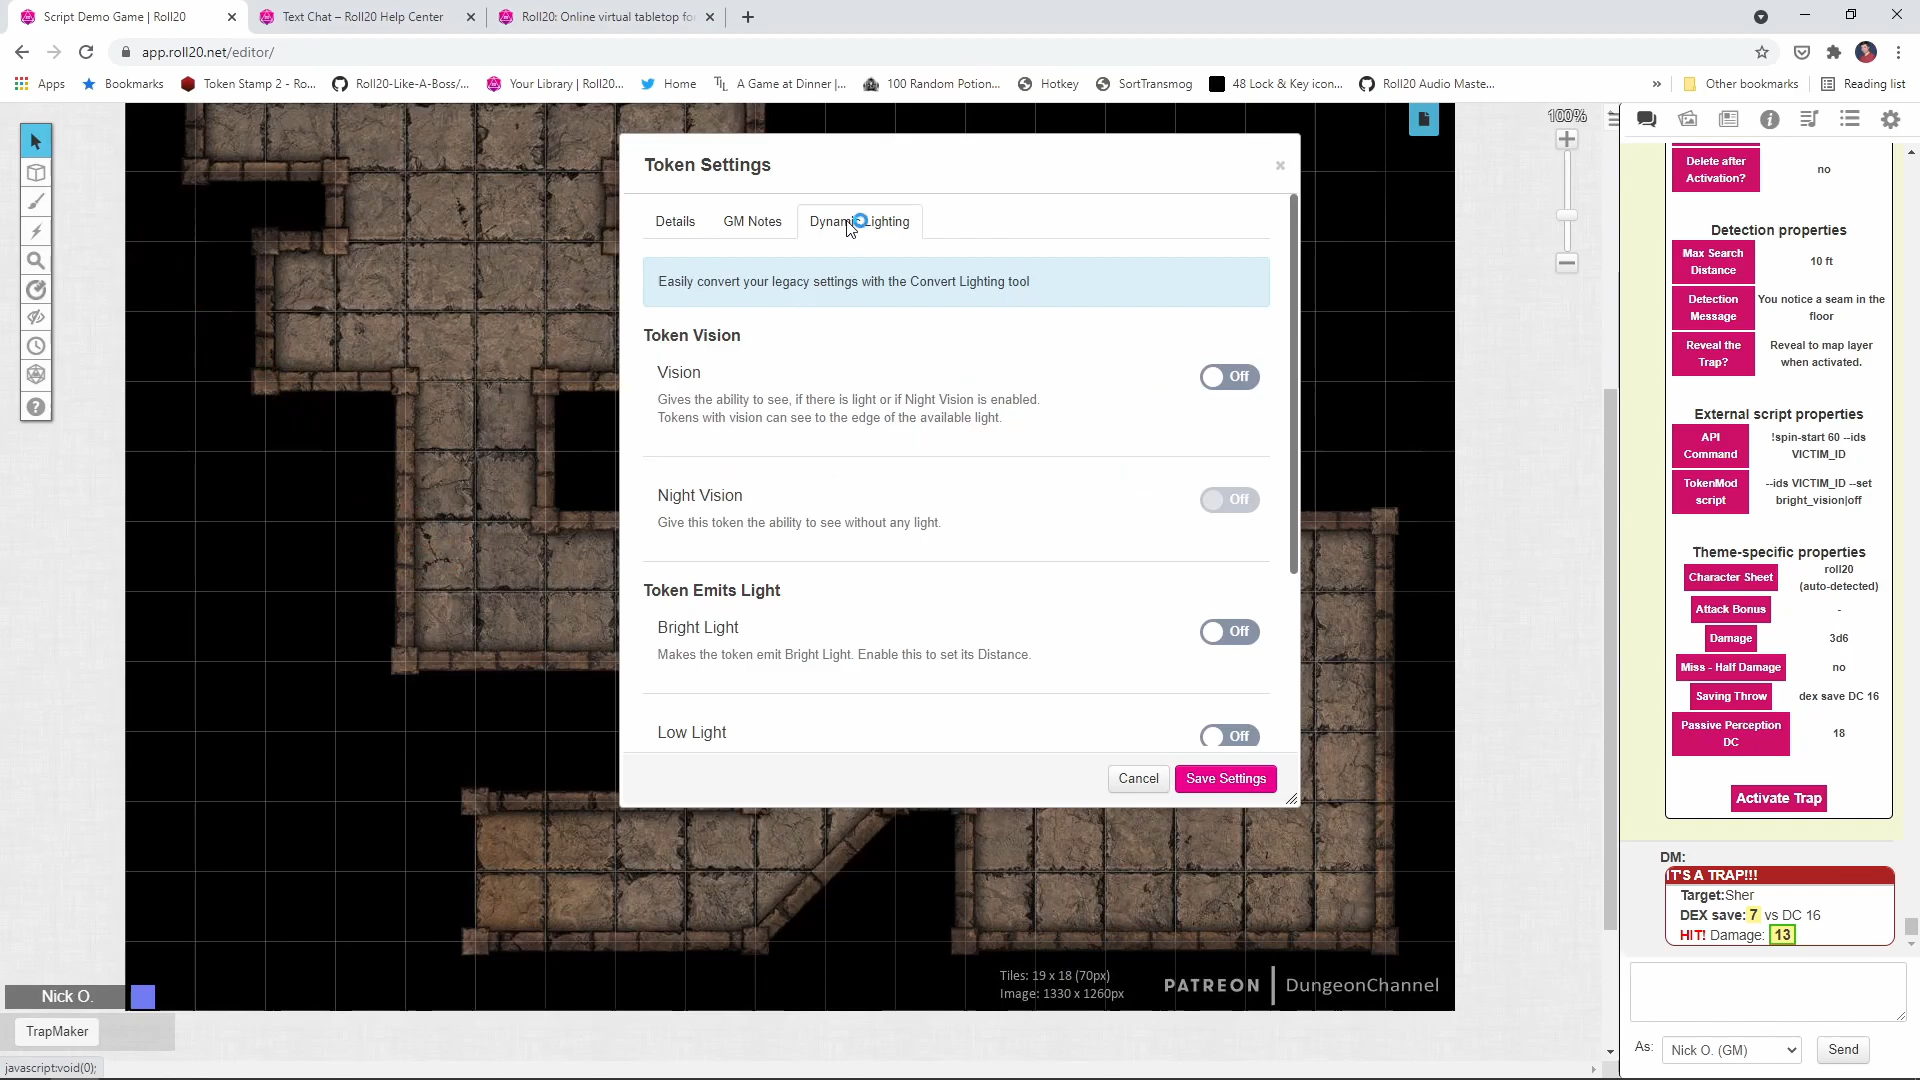 Script Demo Game | Roll20
Text Chat – Roll20 Help Center
Roll20: Online virtual tabletop fo
app.roll20.net/editor/
Apps
Bookmarks
Token Stamp 2 - Ro...
Roll20-Like-A-Boss/...
Your Library | Roll20...
Home
A Game at Dinner |...
100 Random Potion...
Hotkey
SortTransmog
48 Lock & Key icon...
Roll20 Audio Maste...
»
Other bookmarks
Reading list
100%
Token Settings
Details
GM Notes
Easily convert your legacy settings with the Convert Lighting tool
Token Vision
Vision
Off
Gives the ability to see, if there is light or if Night Vision is enabled.
Tokens with vision can see to the edge of the available light.
Night Vision
Off
Give this token the ability to see without any light.
Token Emits Light
Bright Light
Off
Makes the token emit Bright Light. Enable this to set its Distance.
Low Light
Off
Cancel
Save Settings
Tiles: 19 x 18 (70px)
Image: 1330 x 1260px
PATREON | DungeonChannel
Nick O.
TrapMaker
javascript:void(0);
Delete after
Activation?
no
Detection properties
Max Search
Distance
10 ft
Detection
Message
You notice a seam in the
floor
Reveal the
Trap?
Reveal to map layer
when activated.
External script properties
API
Command
!spin-start 60 --ids
VICTIM_ID
TokenMod
script
--ids VICTIM_ID --set
bright_vision|off
Theme-specific properties
Character Sheet
roll20
(auto-detected)
Attack Bonus
-
Damage
3d6
Miss - Half Damage
no
Saving Throw
dex save DC 16
Passive Perception
DC
18
Activate Trap
DM:
IT'S A TRAP!!!
Target:Sher
DEX save: 7 vs DC 16
HIT! Damage: 13
As:
Nick O. (GM)
Send